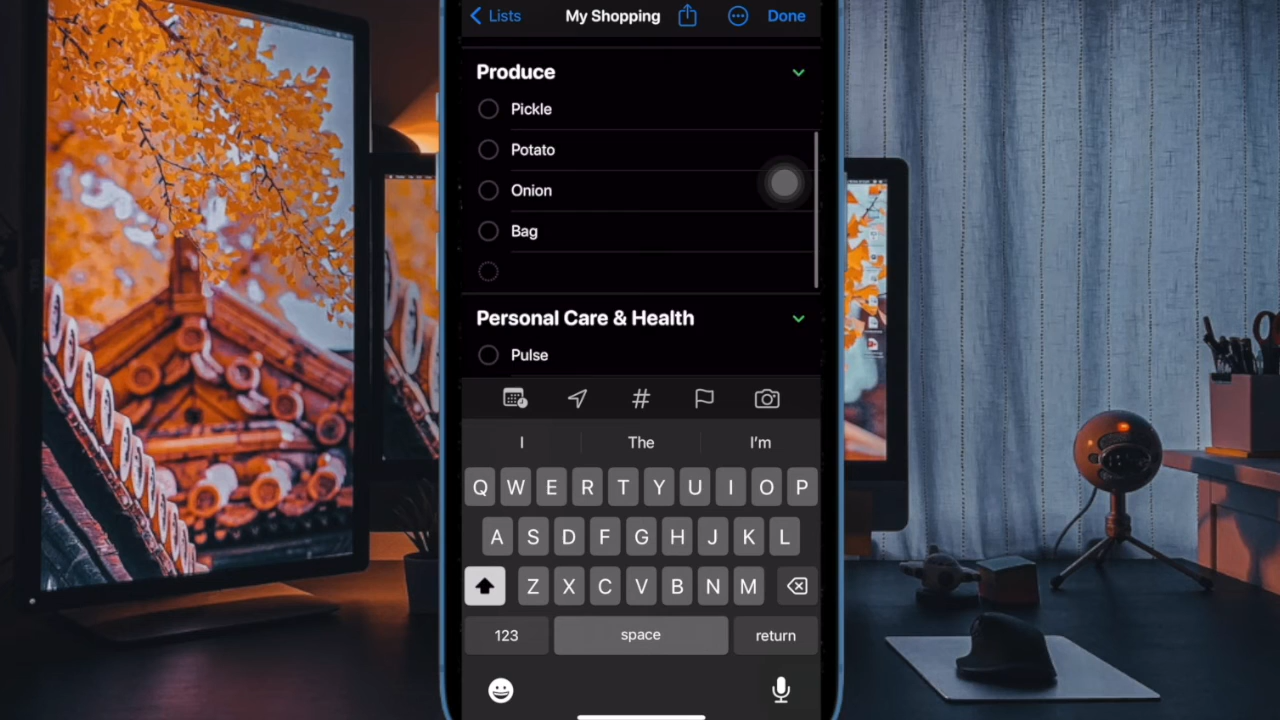 Lists
My Shopping
Done
Produce
Pickle
Potato
Onion
Bag
Personal Care & Health
Pulse
#
I The I'm
Q W E R T Y U I O P
A S D F G H J K L
Z X C V B N M
123 space return